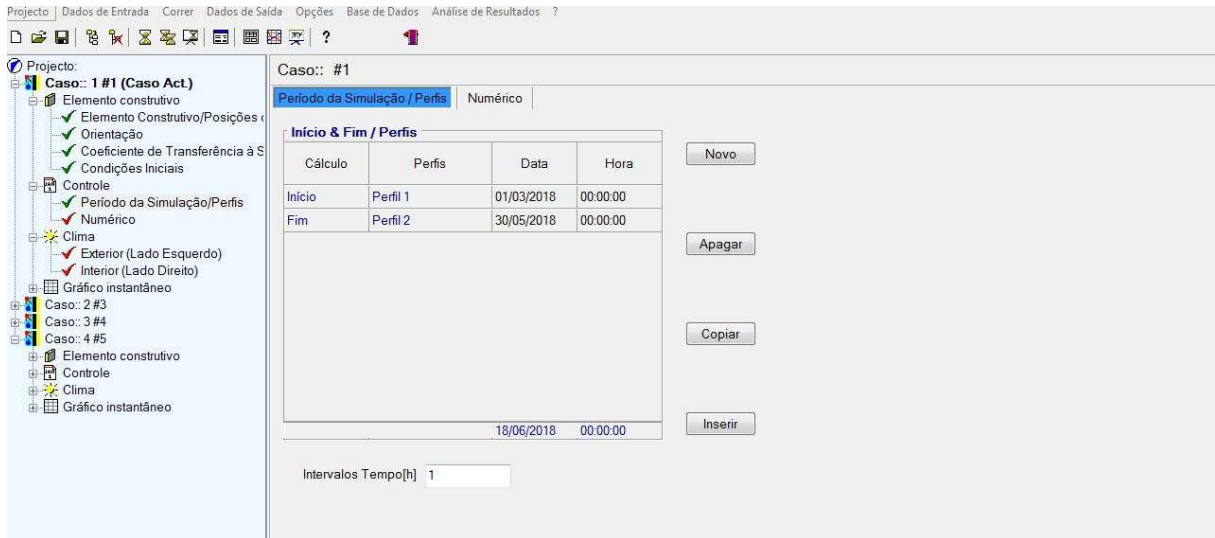 Projecto Dados de Entrada Correr Dados de Saída Opções Base de Dados Análise de Resultados ?
?
Projecto:
Caso:: 1 #1 (Caso Act.)
Elemento construtivo
Elemento Construtivo/Posições
Orientação
Coeficiente de Transferência à S
Condições Iniciais
Controle
Período da Simulação/Perfis
Numérico
Clima
Exterior (Lado Esquerdo)
Interior (Lado Direito)
Gráfico instantâneo
Caso:: 2 #3
Caso:: 3 #4
Caso:: 4 #5
Elemento construtivo
Controle
Clima
Gráfico instantâneo
Caso:: #1
Período da Simulação / Perfis Numérico
Início & Fim / Perfis
Cálculo Perfis Data Hora
Início Perfil 1 01/03/2018 00:00:00
Fim Perfil 2 30/05/2018 00:00:00
18/06/2018 00:00:00
Intervalos Tempo[h] 1
Novo
Apagar
Copiar
Inserir